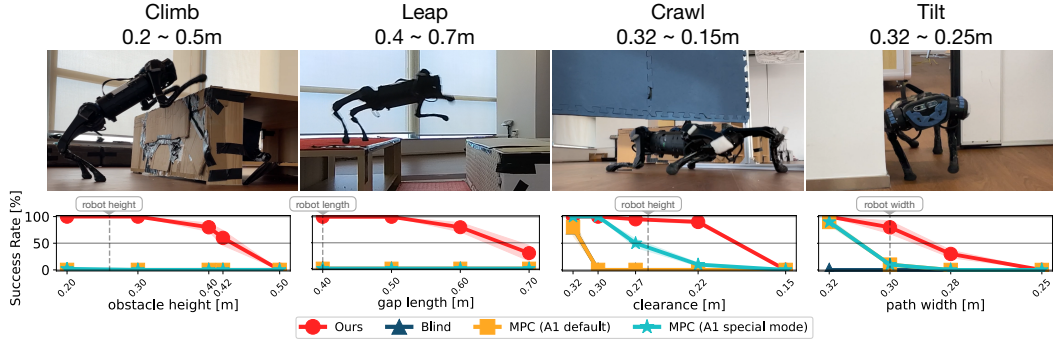 Climb
0.2 ~ 0.5m
Leap
0.4 ~ 0.7m
Crawl
0.32 ~ 0.15m
Tilt
0.32 ~ 0.25m
Success Rate [%]
100
50
0
robot height
0.20
0.30
0.40
0.42
0.50
obstacle height [m]
robot length
0.40
0.50
0.60
0.70
gap length [m]
robot height
0.32
0.30
0.27
0.22
0.15
clearance [m]
robot width
0.32
0.30
0.28
0.25
path width [m]
Ours
Blind
MPC (A1 default)
MPC (A1 special mode)